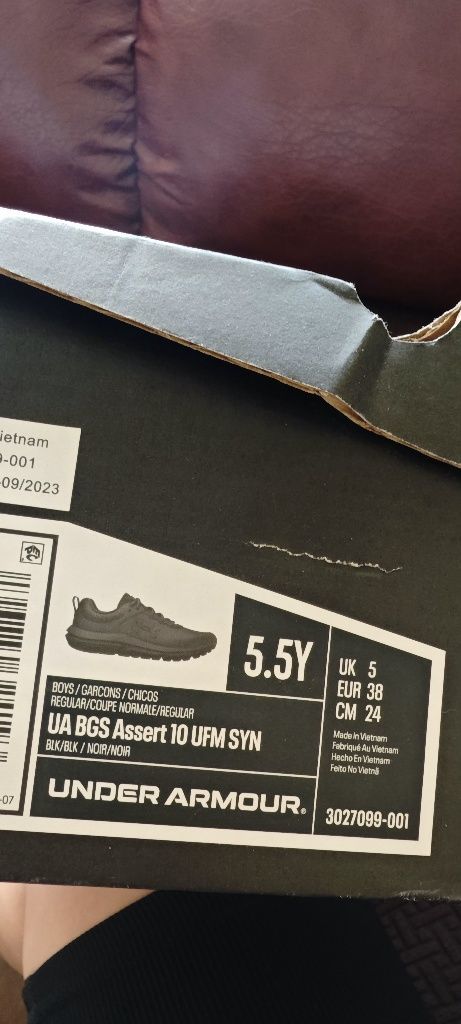 ietnam
9-001
-09/2023
5.5Y
UK 5
EUR 38
CM 24
BOYS / GARCONS / CHICOS
REGULAR/COUPE NORMALE/REGULAR
UA BGS Assert 10 UFM SYN
BLK/BLK / NOIR/NOIR
Made In Vietnam
Fabriqué Au Vietnam
Hecho En Vietnam
Feito No Vietnã
UNDER ARMOUR®
3027099-001
-07